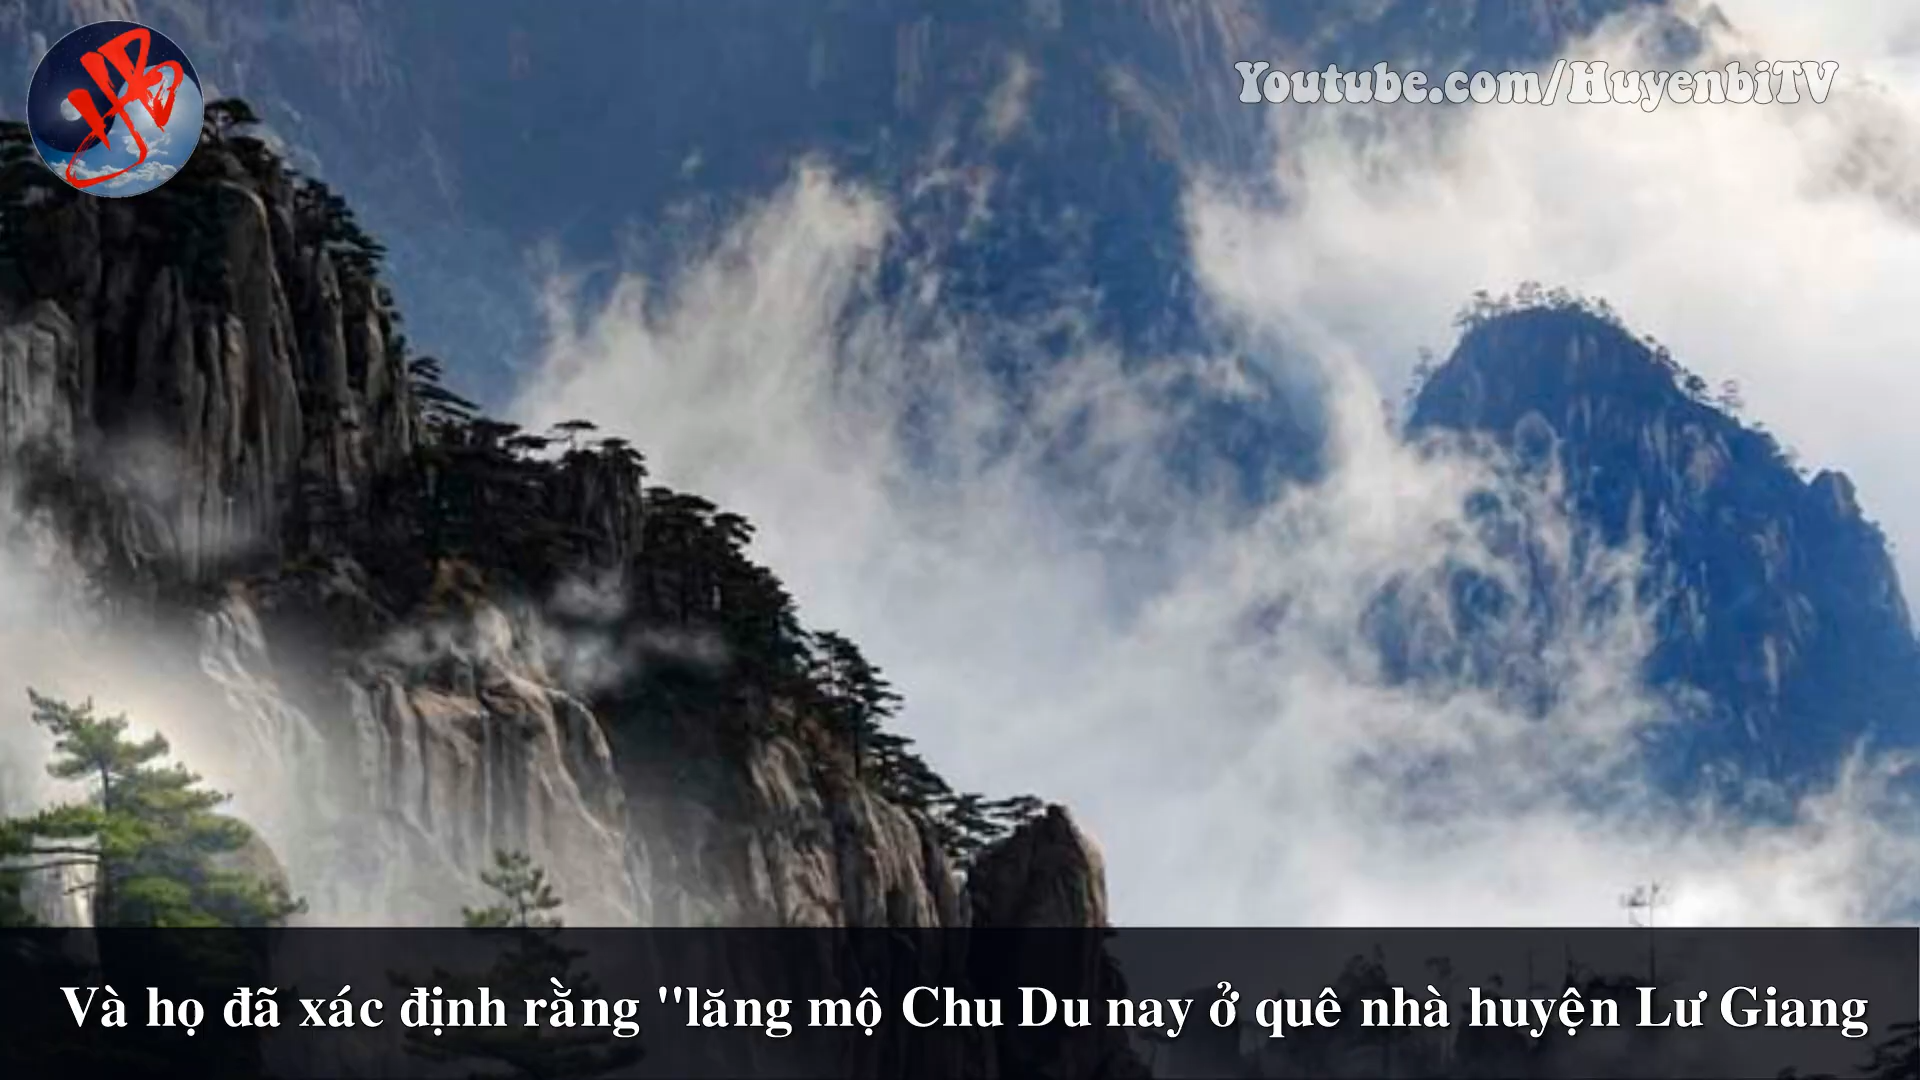 Youtube.com/HuyenbiTV
Và họ đã xác định rằng "lăng mộ Chu Du nay ở quê nhà huyện Lư Giang